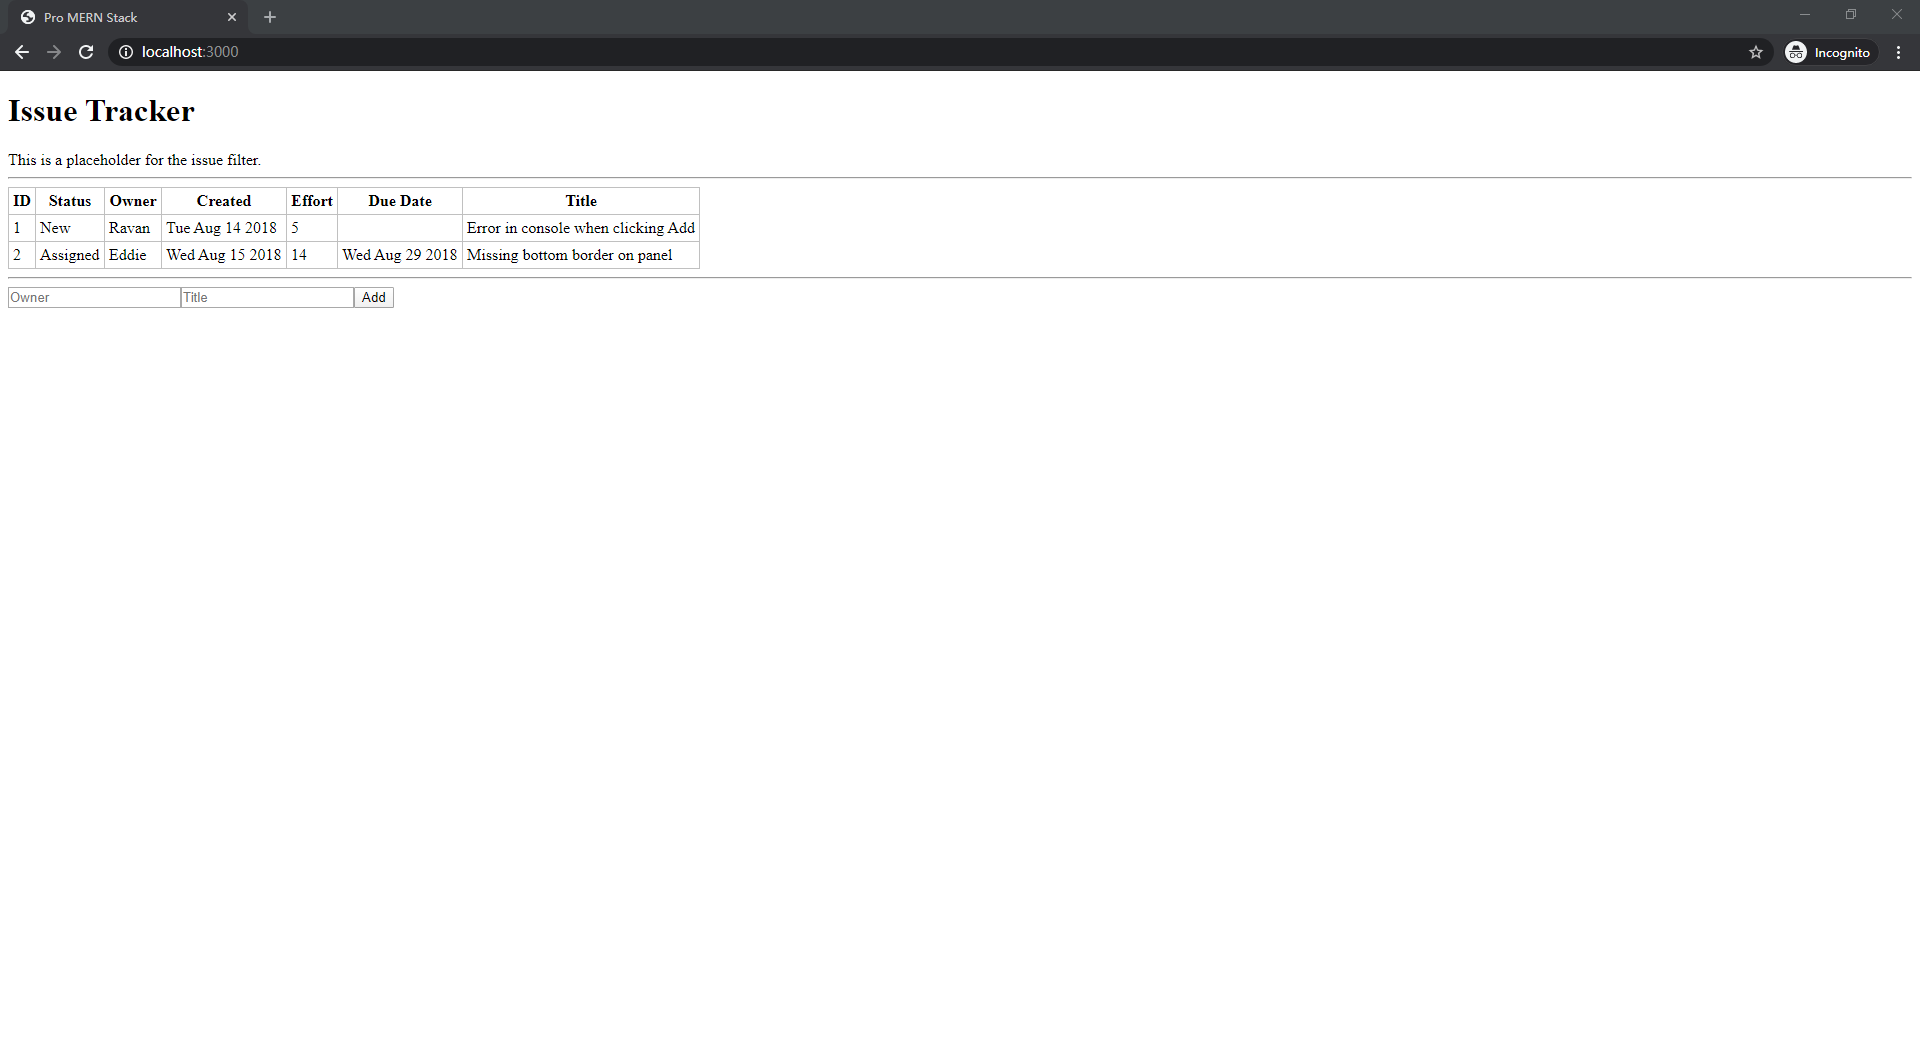 Pro MERN Stack
localhost:3000
Incognito
Issue Tracker
This is a placeholder for the issue filter.
ID Status Owner Created Effort Due Date Title
1 New Ravan Tue Aug 14 2018 5 Error in console when clicking Add
2 Assigned Eddie Wed Aug 15 2018 14 Wed Aug 29 2018 Missing bottom border on panel
Owner Title Add